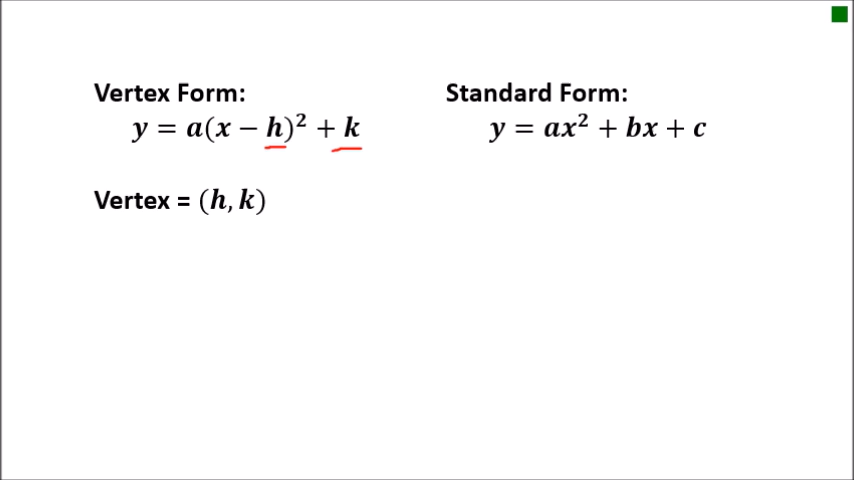 Vertex Form:
y = a(x − h)² + k
Vertex = (h, k)
Standard Form:
y = ax² + bx + c